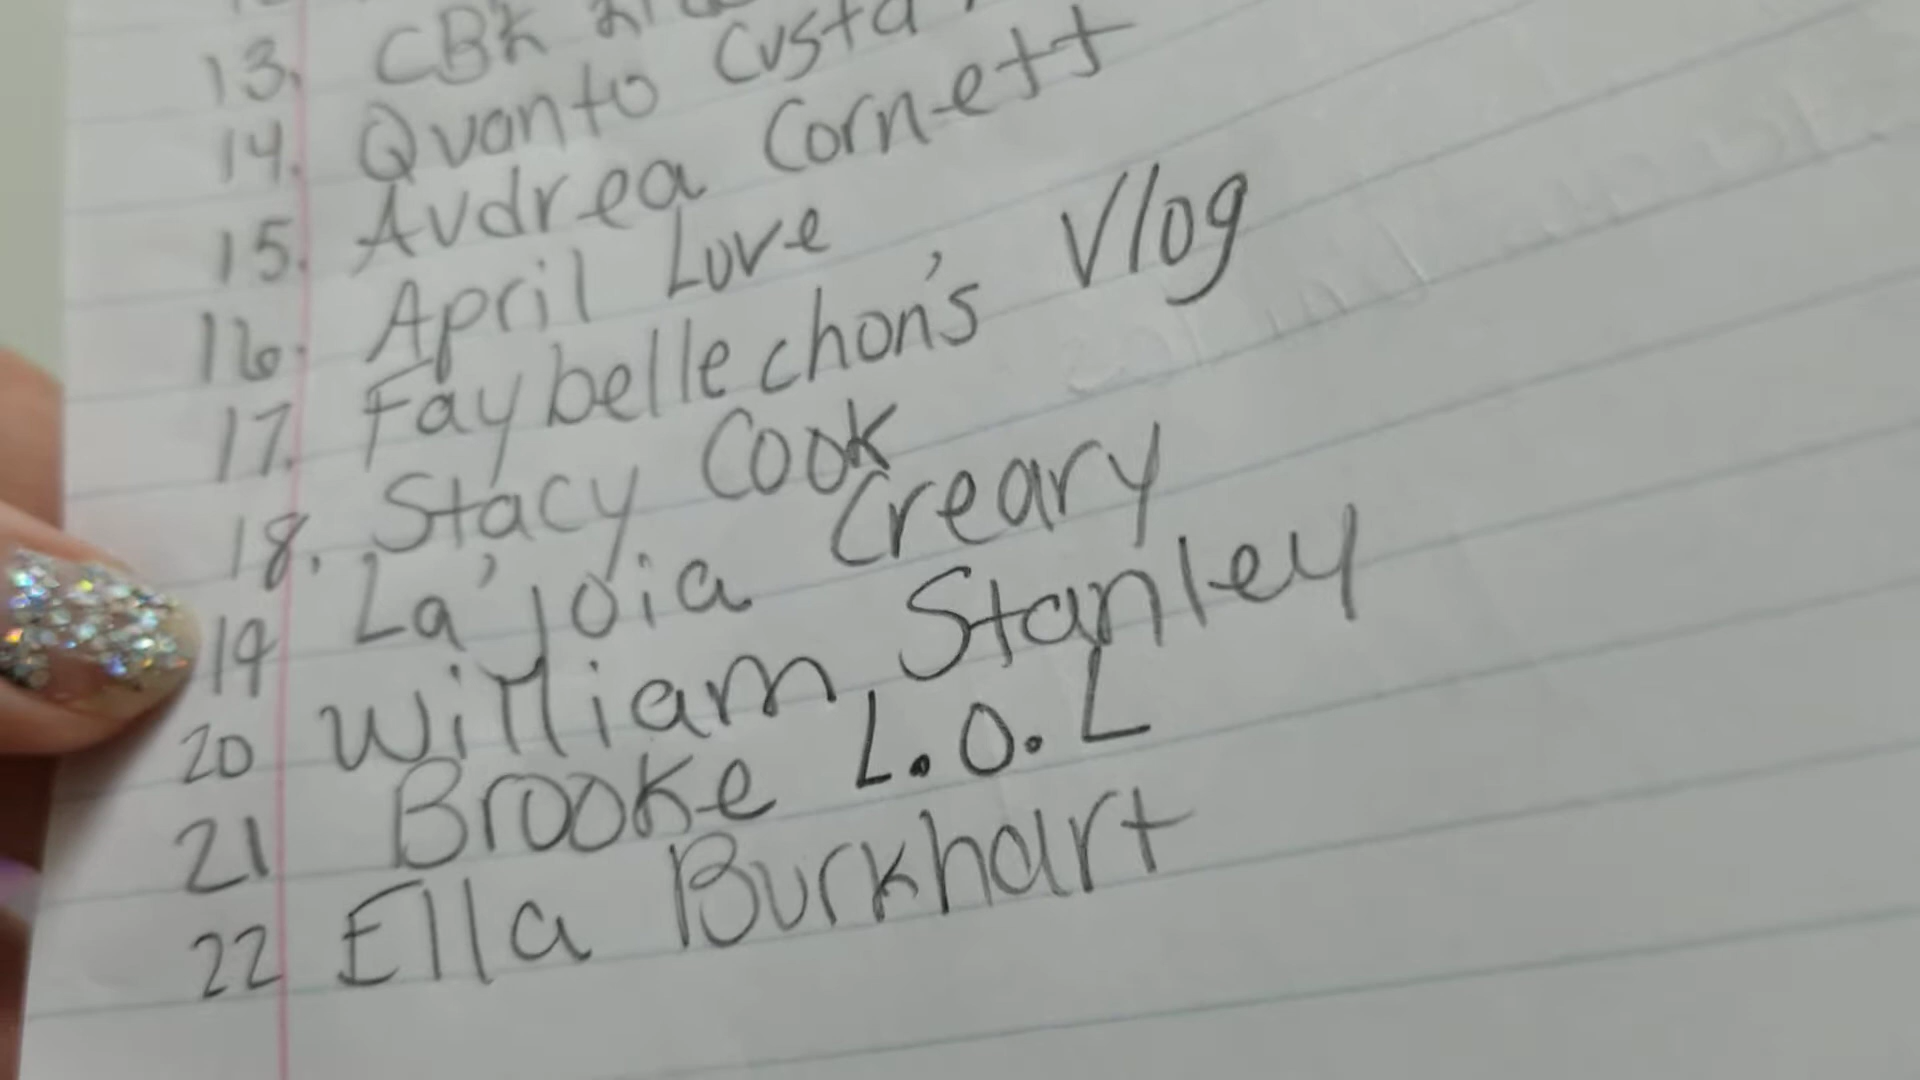 13. CBK
14. Quanto Custa
15. Audrea Cornett
16. April Love
17. Faybellechon's Vlog
18. Stacy Cook
19 La'Joia Creary
20 William Stanley
21 Brooke L.O.L
22 Ella Burkhart